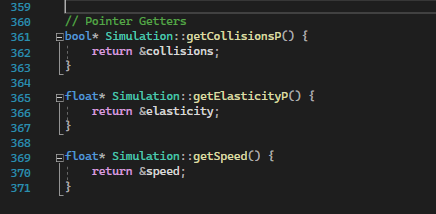 359
360 // Pointer Getters
361 bool* Simulation::getCollisionsP() {
362 return &collisions;
363 }
364
365 float* Simulation::getElasticityP() {
366 return &elasticity;
367 }
368
369 float* Simulation::getSpeed() {
370 return &speed;
371 }